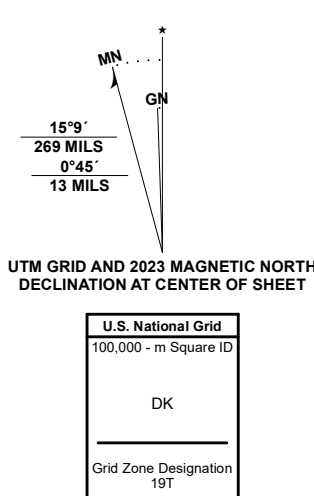 ★
MN
GN
15°9´
269 MILS
0°45´
13 MILS
UTM GRID AND 2023 MAGNETIC NORTH
DECLINATION AT CENTER OF SHEET
U.S. National Grid
100,000 - m Square ID
DK
Grid Zone Designation
19T